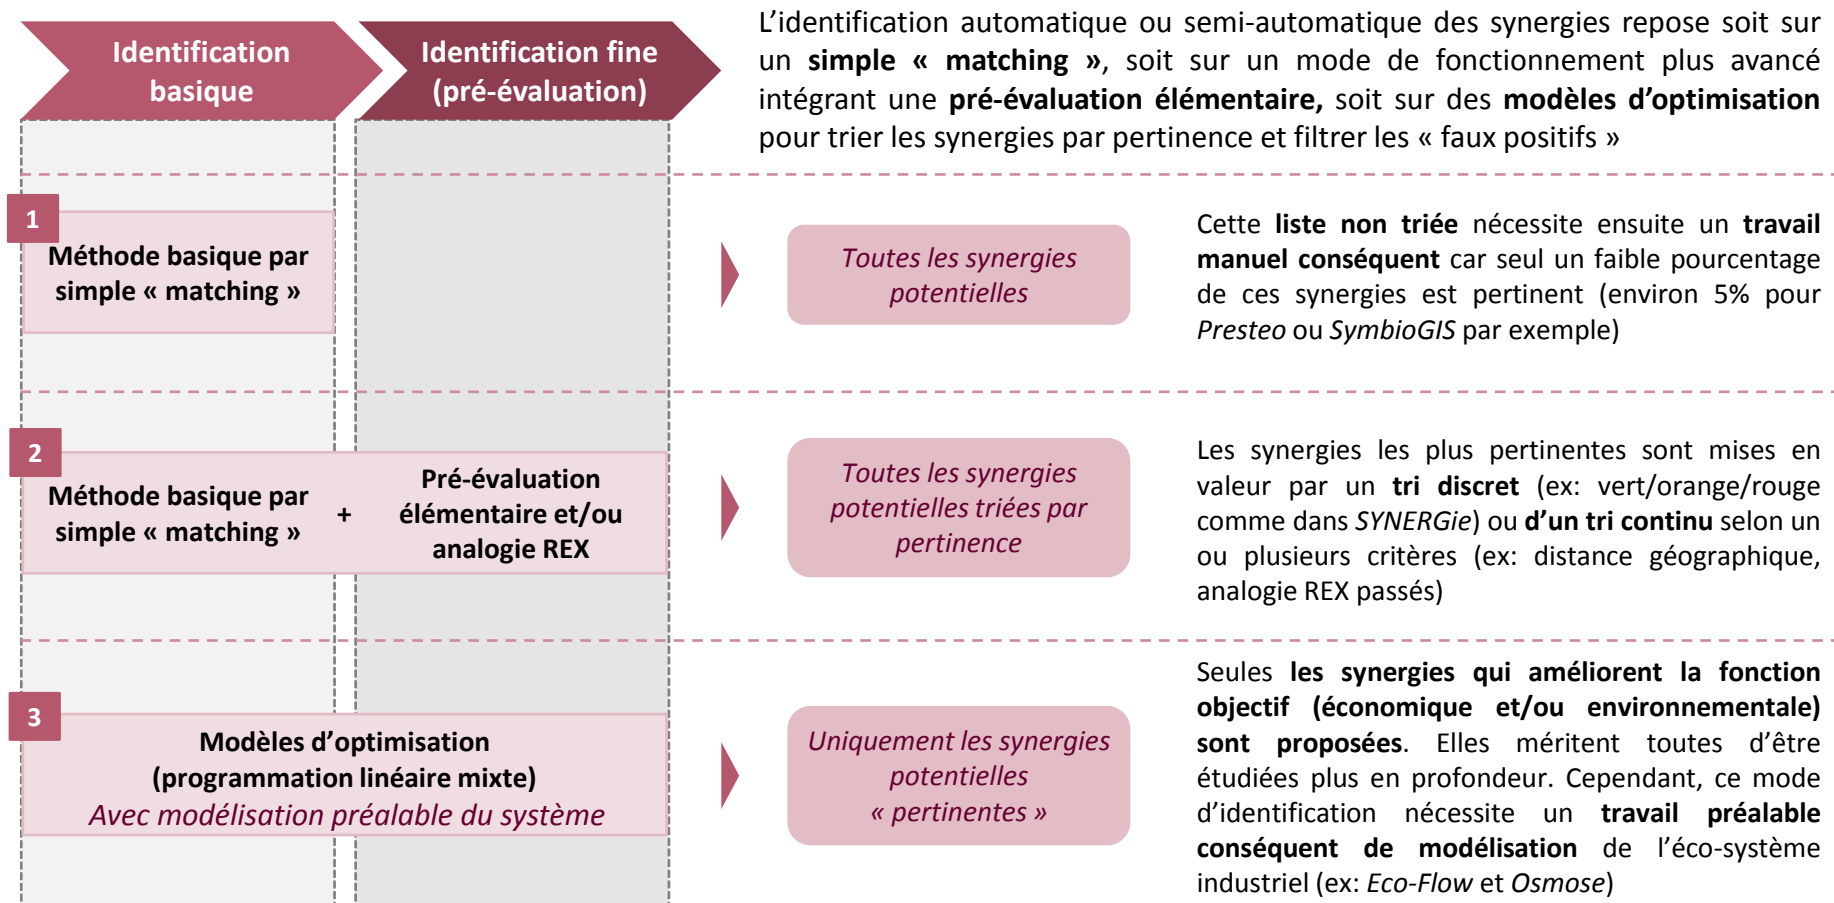 Identification
basique
Identification fine
(pré-évaluation)
L’identification automatique ou semi-automatique des synergies repose soit sur
un simple « matching », soit sur un mode de fonctionnement plus avancé
intégrant une pré-évaluation élémentaire, soit sur des modèles d’optimisation
pour trier les synergies par pertinence et filtrer les « faux positifs »
1
Méthode basique par
simple « matching »
Toutes les synergies
potentielles
Cette liste non triée nécessite ensuite un travail
manuel conséquent car seul un faible pourcentage
de ces synergies est pertinent (environ 5% pour
Presteo ou SymbioGIS par exemple)
2
Méthode basique par
simple « matching »
+
Pré-évaluation
élémentaire et/ou
analogie REX
Toutes les synergies
potentielles triées par
pertinence
Les synergies les plus pertinentes sont mises en
valeur par un tri discret (ex: vert/orange/rouge
comme dans SYNERGie) ou d’un tri continu selon un
ou plusieurs critères (ex: distance géographique,
analogie REX passés)
3
Modèles d’optimisation
(programmation linéaire mixte)
Avec modélisation préalable du système
Uniquement les synergies
potentielles
« pertinentes »
Seules les synergies qui améliorent la fonction
objectif (économique et/ou environnementale)
sont proposées. Elles méritent toutes d’être
étudiées plus en profondeur. Cependant, ce mode
d’identification nécessite un travail préalable
conséquent de modélisation de l’éco-système
industriel (ex: Eco-Flow et Osmose)